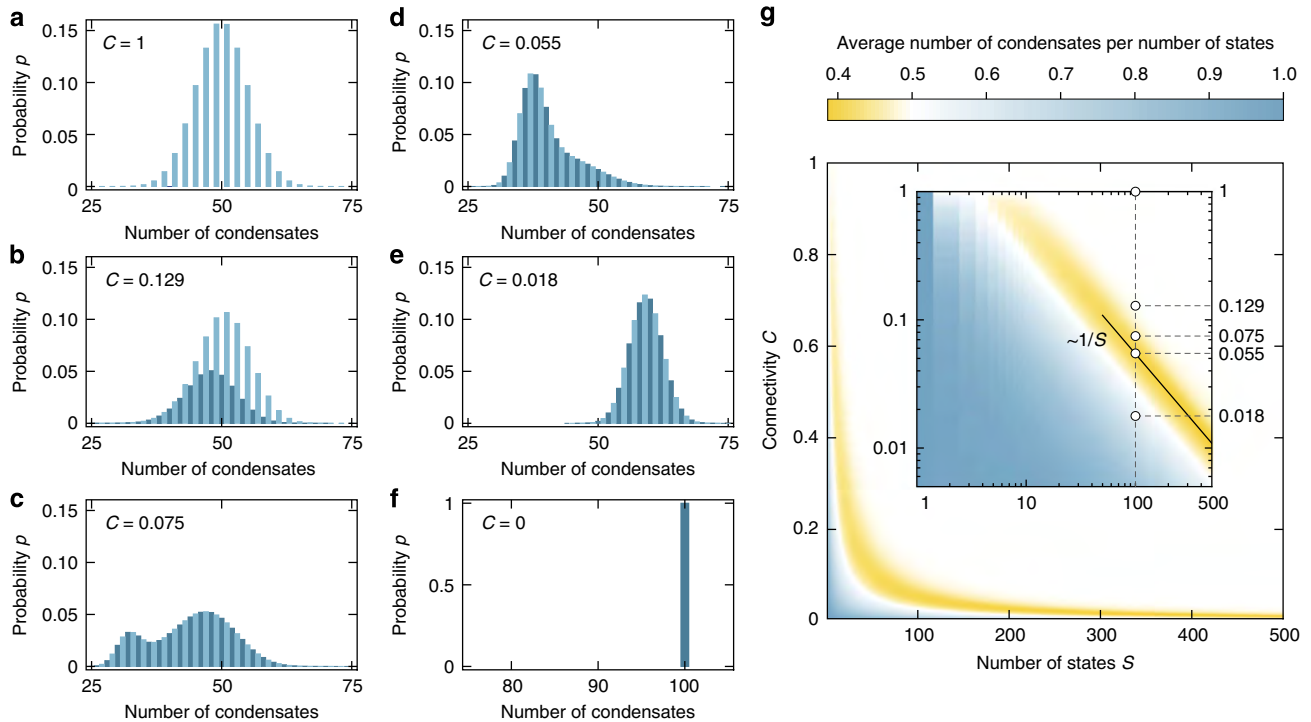 a
C = 1
Probability p
0.15
0.10
0.05
0
25
50
75
Number of condensates
b
C = 0.129
Probability p
0.15
0.10
0.05
0
25
50
75
Number of condensates
c
C = 0.075
Probability p
0.15
0.10
0.05
0
25
50
75
Number of condensates
d
C = 0.055
Probability p
0.15
0.10
0.05
0
25
50
75
Number of condensates
e
C = 0.018
Probability p
0.15
0.10
0.05
0
25
50
75
Number of condensates
f
C = 0
Probability p
1
0.5
0
80
90
100
Number of condensates
g
Average number of condensates per number of states
0.4
0.5
0.6
0.7
0.8
0.9
1.0
Connectivity C
1
0.8
0.6
0.4
0.2
0
100
200
300
400
500
Number of states S
1
0.1
0.01
1
10
100
500
~1/S
1
0.129
0.075
0.055
0.018